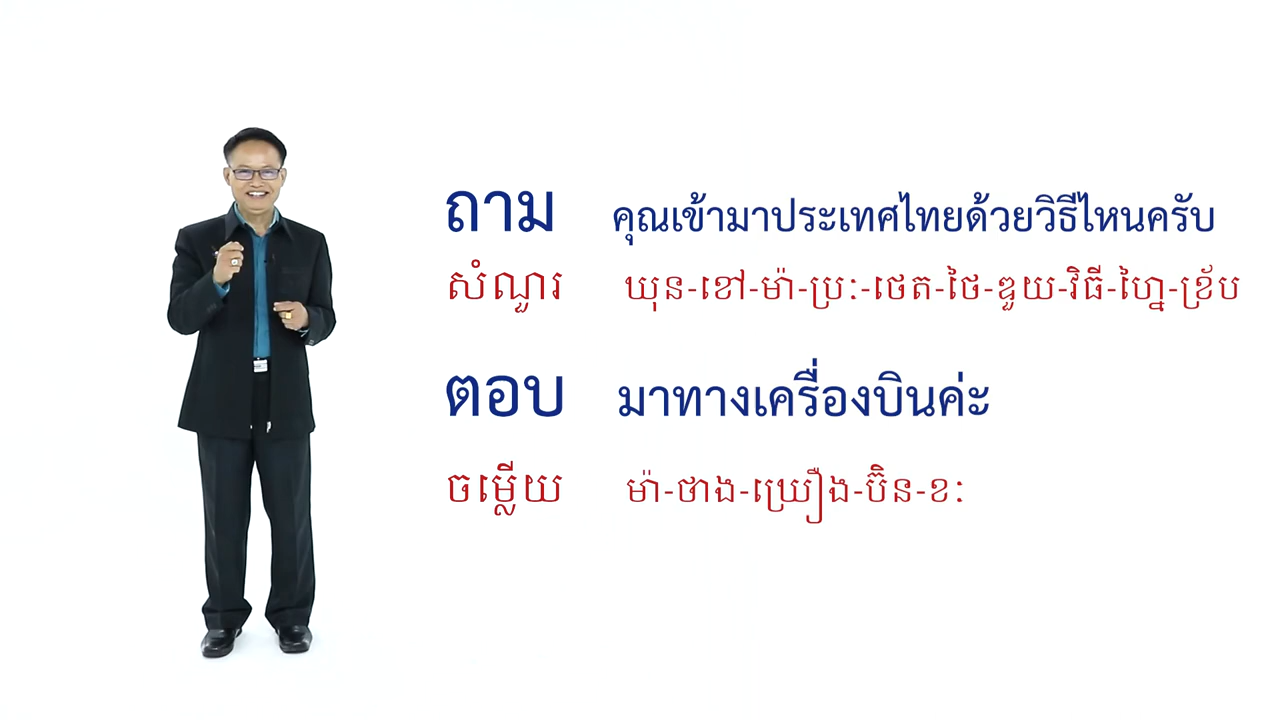 ถาม คุณเข้ามาประเทศไทยด้วยวิธีไหนครับ
សំណួរ ឃុន-ខៅ-ម៉ា-ប្រៈ-ថេត-ថៃ-ឌួយ-វិធី-ហ្នៃ-ខ្រ័ប
ตอบ มาทางเครื่องบินค่ะ
ចម្លើយ ម៉ា-ថាង-ឃ្រឿង-ប៊ិន-ខៈ